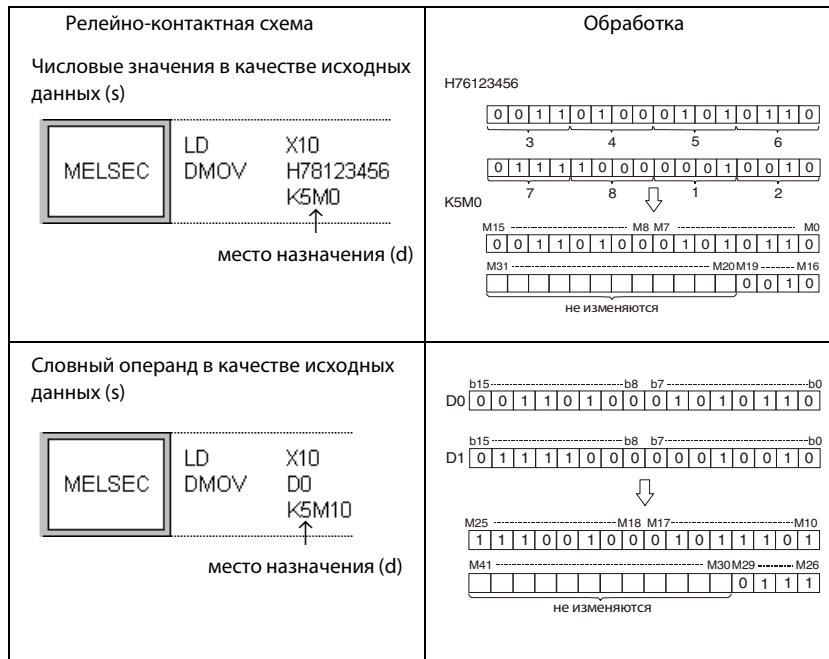 Релейно-контактная схема
Обработка
Числовые значения в качестве исходных
данных (s)
MELSEC
LD X10
DMOV H78123456
K5M0
место назначения (d)
H76123456
0 0 1 1 0 1 0 0 0 1 0 1 0 1 1 0
3 4 5 6
0 1 1 1 1 0 0 0 0 0 0 1 0 0 1 0
7 8 1 2
K5M0
M15 M8 M7 M0
0 0 1 1 0 1 0 0 0 1 0 1 0 1 1 0
M31 M20 M19 M16
0 0 1 0
не изменяются
Словный операнд в качестве исходных
данных (s)
MELSEC
LD X10
DMOV D0
K5M10
место назначения (d)
b15 b8 b7 b0
D0 0 0 1 1 0 1 0 0 0 1 0 1 0 1 1 0
b15 b8 b7 b0
D1 0 1 1 1 1 0 0 0 0 0 0 1 0 0 1 0
M25 M18 M17 M10
1 1 1 0 0 1 0 0 0 1 0 1 1 1 0 1
M41 M30 M29 M26
0 1 1 1
не изменяются